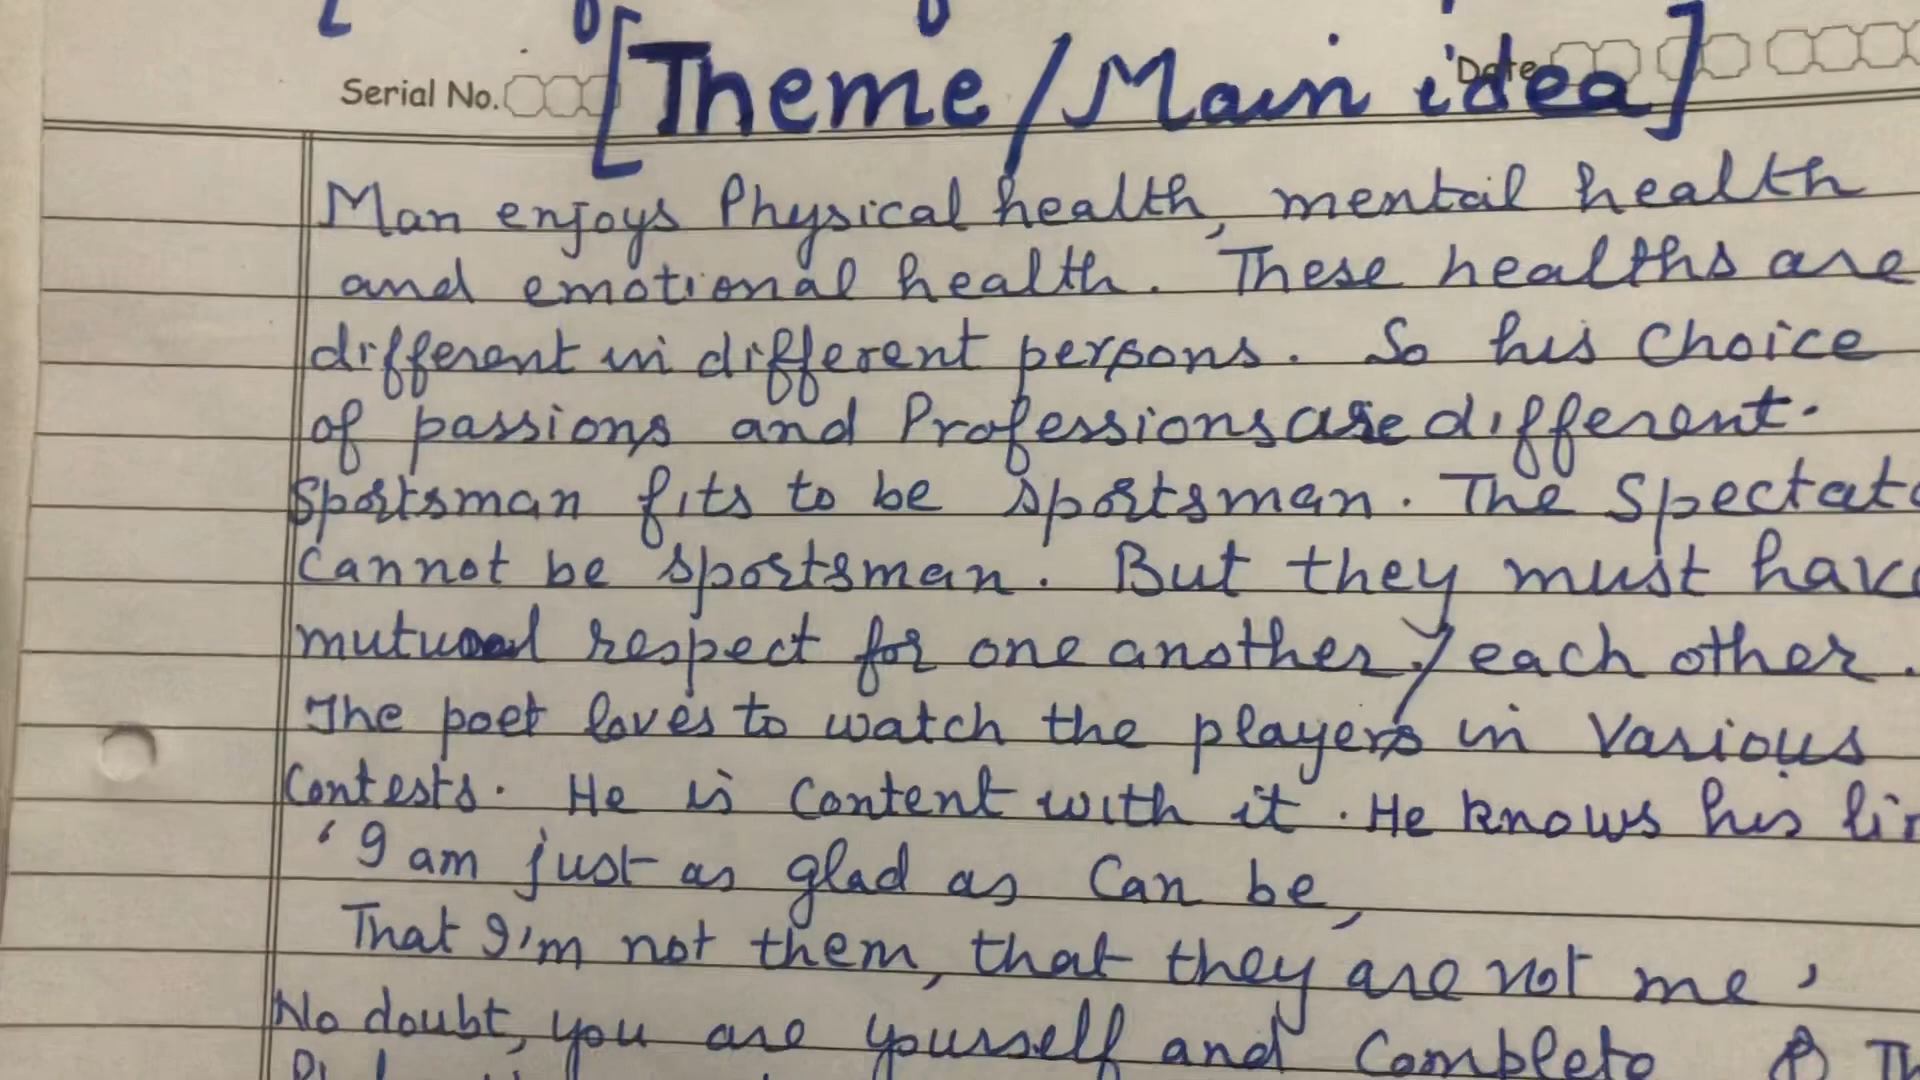 [Theme/Main idea]
Serial No. Date
Man enjoys Physical health, mental health
and emotional health. These healths are
different in different persons. So his choice
of passions and Professions are different.
Sportsman fits to be sportsman. The
cannot be sportsman. But they must
mutual respect for one another/each other.
The poet loves to watch the players in various
contests. He is content with it. He knows his
'I am just as glad as can be,
That I'm not them, that they are not me'
No doubt, you are yourself and